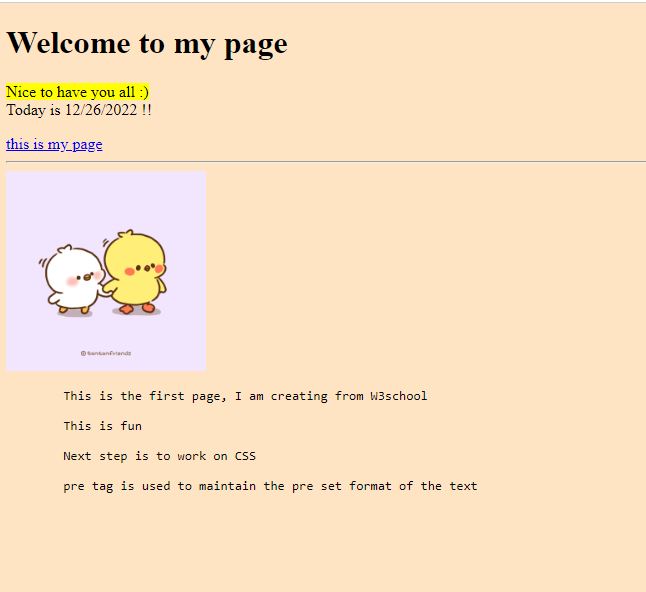 Welcome to my page
Nice to have you all :)
Today is 12/26/2022 !!
this is my page
@tontonfriends
This is the first page, I am creating from W3school
This is fun
Next step is to work on CSS
pre tag is used to maintain the pre set format of the text